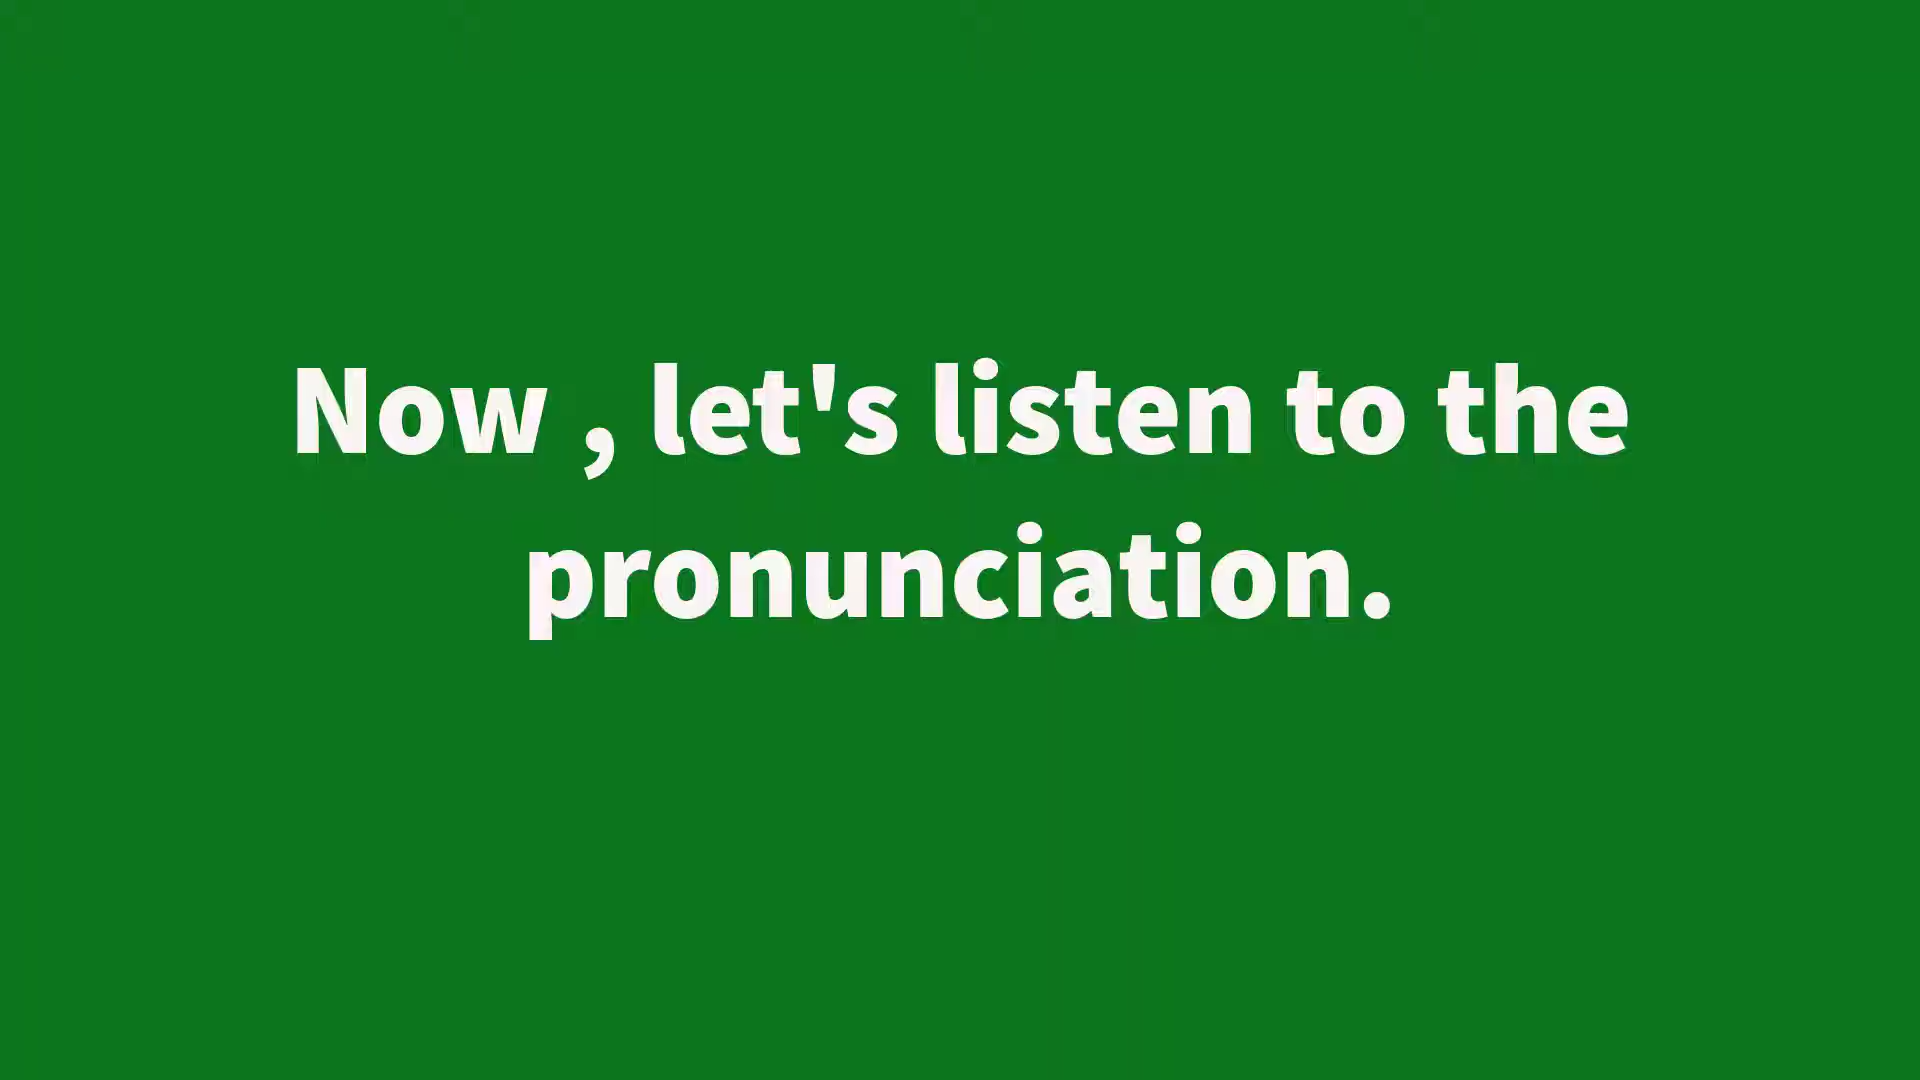 Now , let's listen to the
pronunciation.